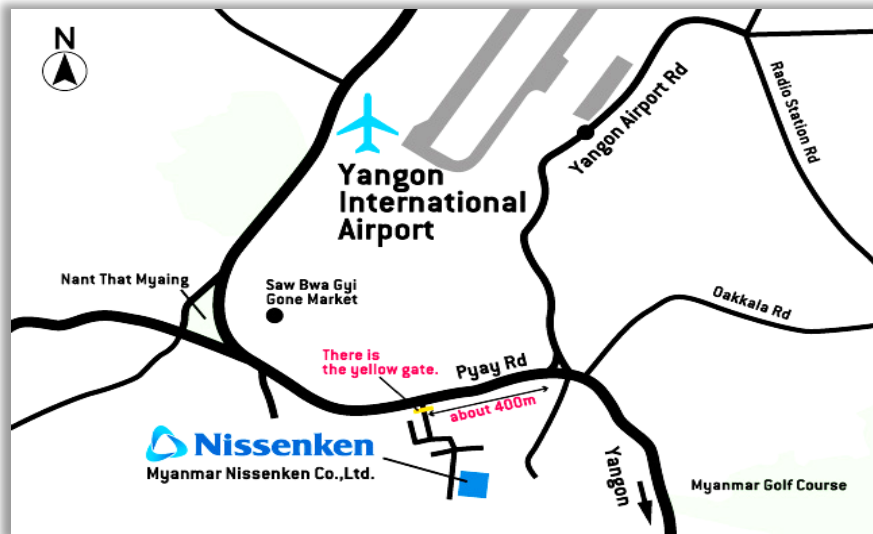 N
Yangon Airport Rd
Radio Station Rd
Yangon
International
Airport
Nant That Myaing
Saw Bwa Gyi
Gone Market
Oakkala Rd
There is
the yellow gate.
Pyay Rd
about 400m
Nissenken
Myanmar Nissenken Co.,Ltd.
Yangon
Myanmar Golf Course